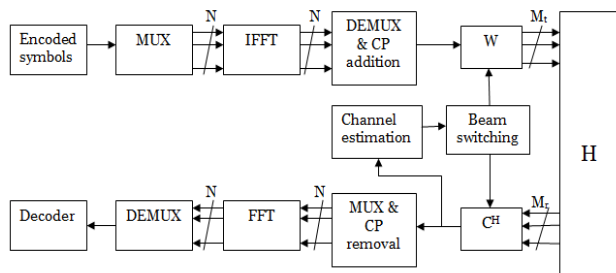 Encoded
symbols
MUX
N
IFFT
N
DEMUX
& CP
addition
W
Mt
H
Channel
estimation
Beam
switching
Decoder
DEMUX
N
FFT
N
MUX &
CP
removal
C^H
Mr